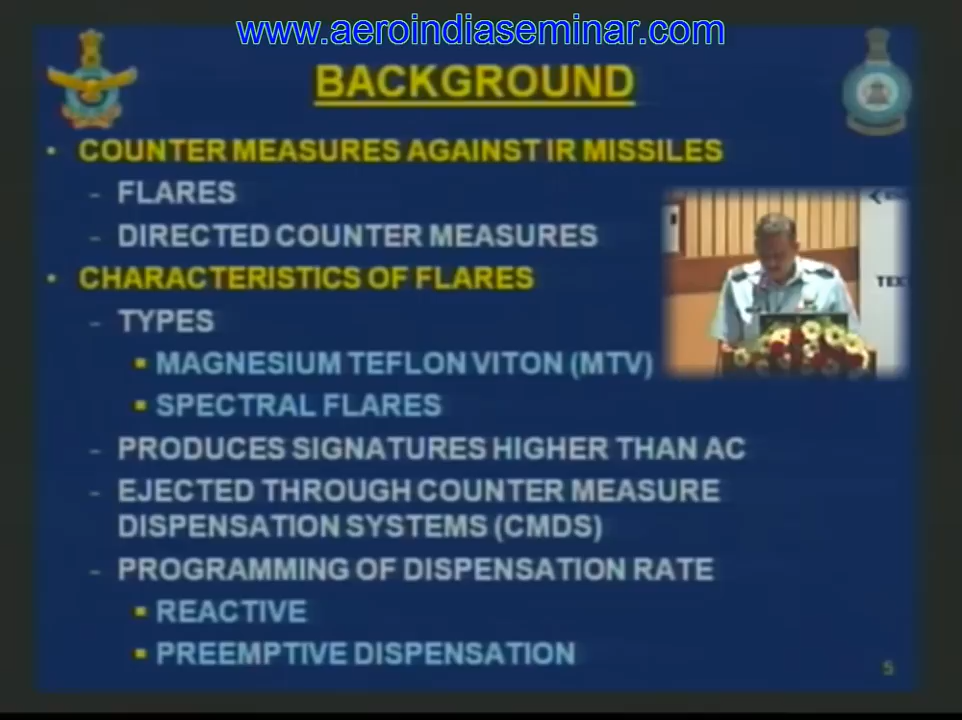 www.aeroindiaseminar.com
BACKGROUND
• COUNTER MEASURES AGAINST IR MISSILES
- FLARES
- DIRECTED COUNTER MEASURES
• CHARACTERISTICS OF FLARES
- TYPES
▪ MAGNESIUM TEFLON VITON (MTV)
▪ SPECTRAL FLARES
- PRODUCES SIGNATURES HIGHER THAN AC
- EJECTED THROUGH COUNTER MEASURE
DISPENSATION SYSTEMS (CMDS)
- PROGRAMMING OF DISPENSATION RATE
▪ REACTIVE
▪ PREEMPTIVE DISPENSATION
5